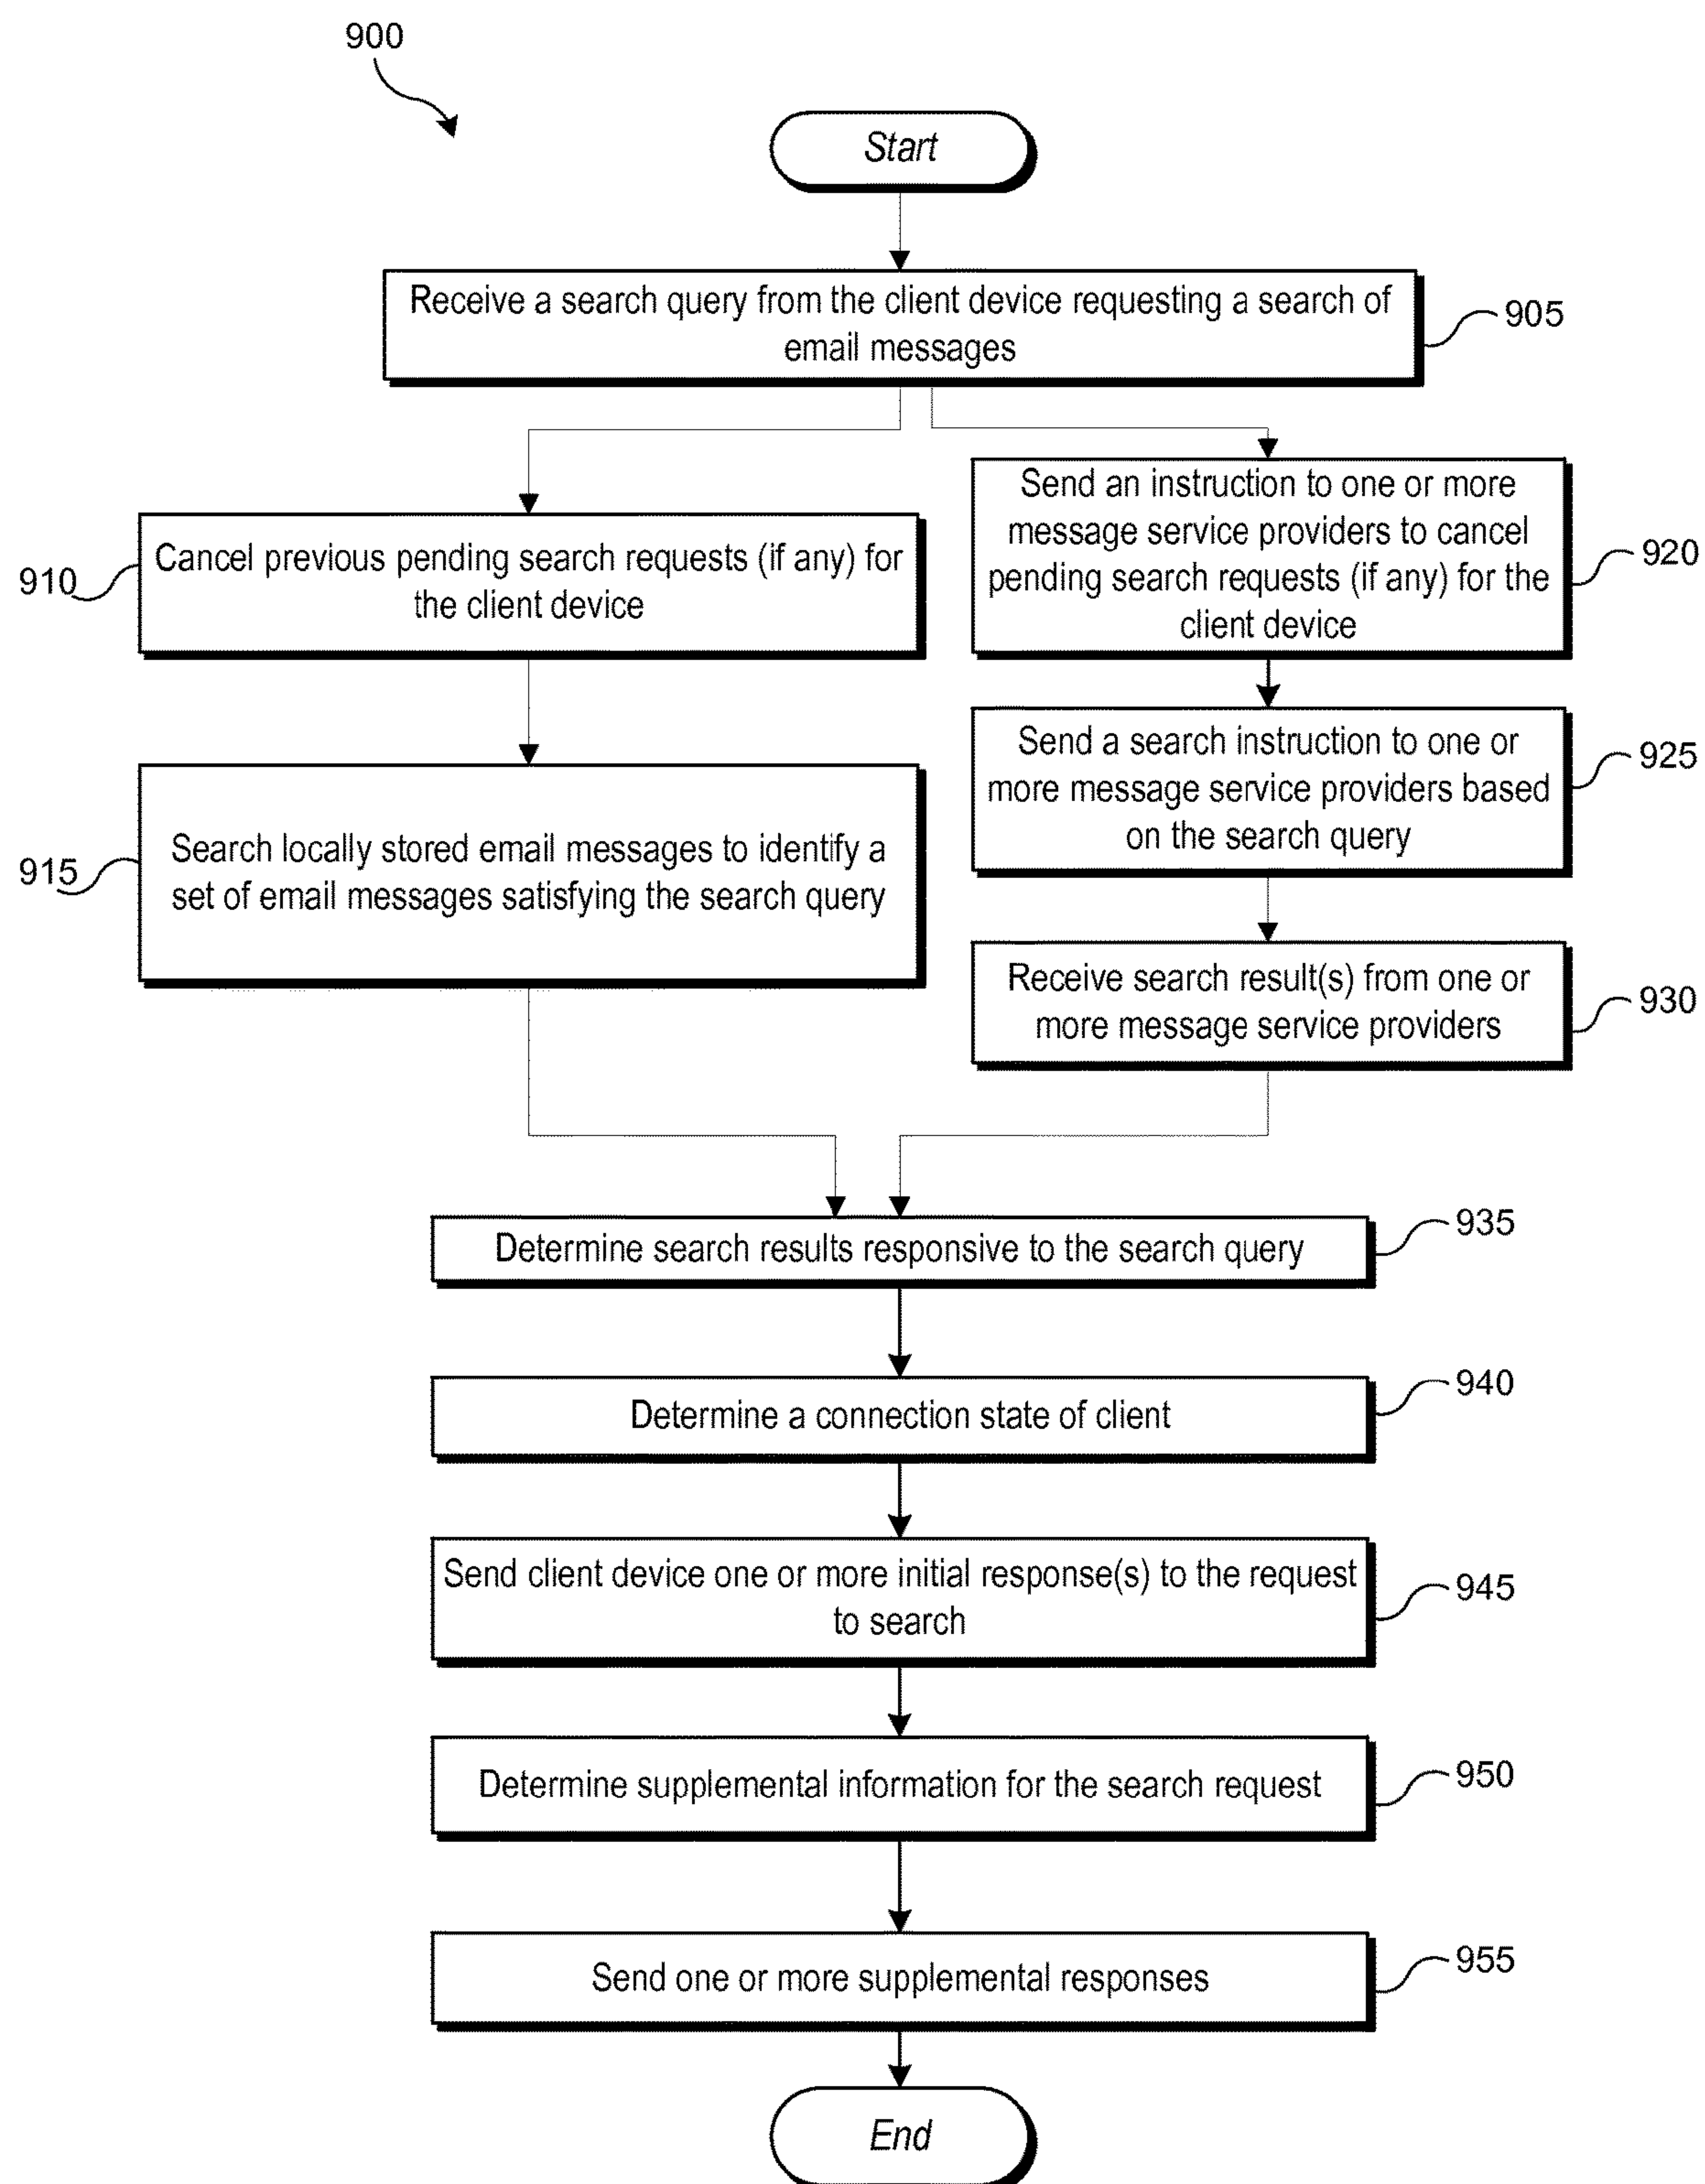 900
Start
Receive a search query from the client device requesting a search of
email messages
905
Cancel previous pending search requests (if any) for
the client device
910
Send an instruction to one or more
message service providers to cancel
pending search requests (if any) for the
client device
920
Search locally stored email messages to identify a
set of email messages satisfying the search query
915
Send a search instruction to one or
more message service providers based
on the search query
925
Receive search result(s) from one or
more message service providers
930
Determine search results responsive to the search query
935
Determine a connection state of client
940
Send client device one or more initial response(s) to the request
to search
945
Determine supplemental information for the search request
950
Send one or more supplemental responses
955
End